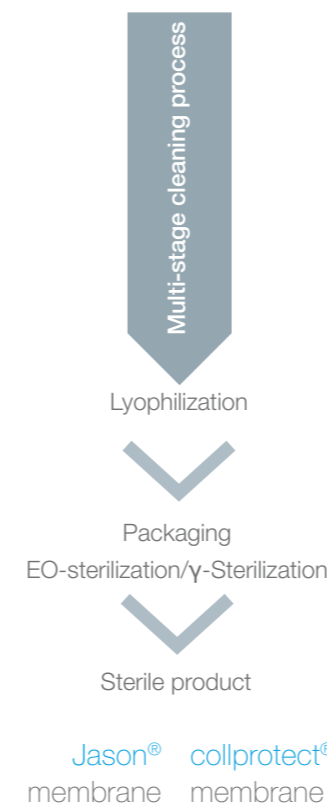 Multi-stage cleaning process
Lyophilization
Packaging
EO-sterilization/γ-Sterilization
Sterile product
Jason® collprotect®
membrane membrane